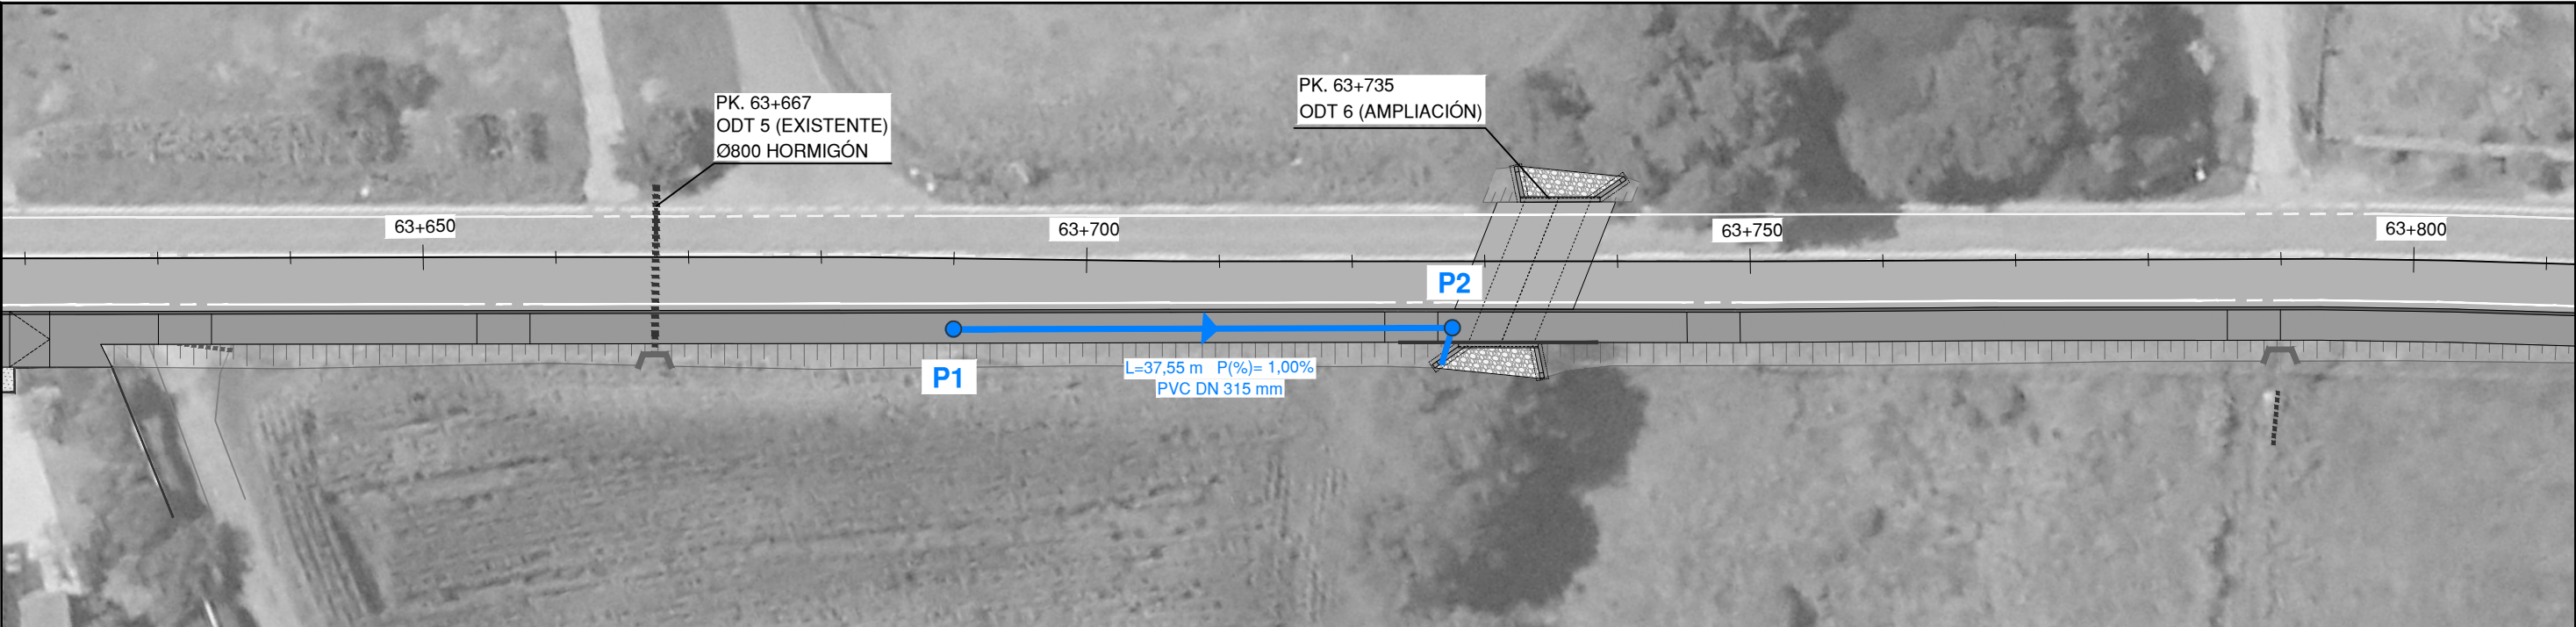 PK. 63+667
ODT 5 (EXISTENTE)
Ø800 HORMIGÓN
PK. 63+735
ODT 6 (AMPLIACIÓN)
63+650
63+700
63+750
63+800
P2
P1
L=37,55 m P(%)= 1,00%
PVC DN 315 mm